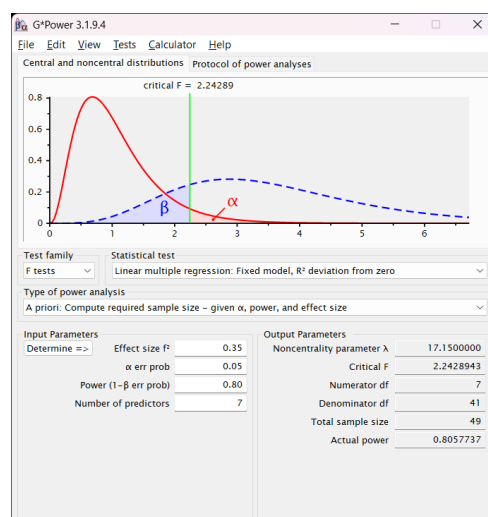 βα G*Power 3.1.9.4
File Edit View Tests Calculator Help
Central and noncentral distributions Protocol of power analyses
critical F = 2.24289
0.8
0.6
0.4
0.2
0
β
α
0 1 2 3 4 5 6
Test family Statistical test
F tests Linear multiple regression: Fixed model, R² deviation from zero
Type of power analysis
A priori: Compute required sample size – given α, power, and effect size
Input Parameters Output Parameters
Determine => Effect size f² 0.35 Noncentrality parameter λ 17.1500000
α err prob 0.05 Critical F 2.2428943
Power (1-β err prob) 0.80 Numerator df 7
Number of predictors 7 Denominator df 41
Total sample size 49
Actual power 0.8057737